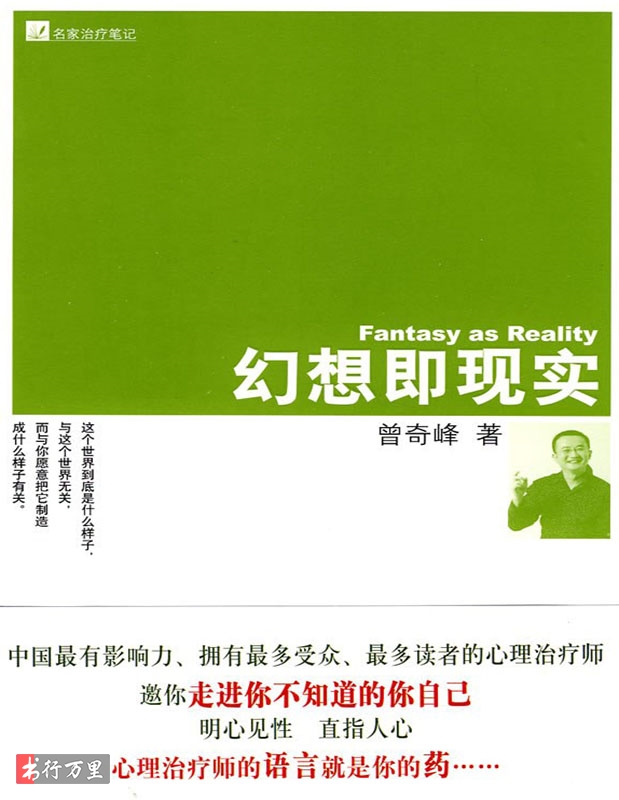 名家治疗笔记
Fantasy as Reality
幻想即现实
曾奇峰 著
这个世界到底是什么样子，
与这个世界无关，
而与你愿意把它制造
成什么样子有关。
中国最有影响力、拥有最多受众、最多读者的心理治疗师
邀你走进你不知道的你自己
明心见性 直指人心
心理治疗师的语言就是你的药……
书行万里